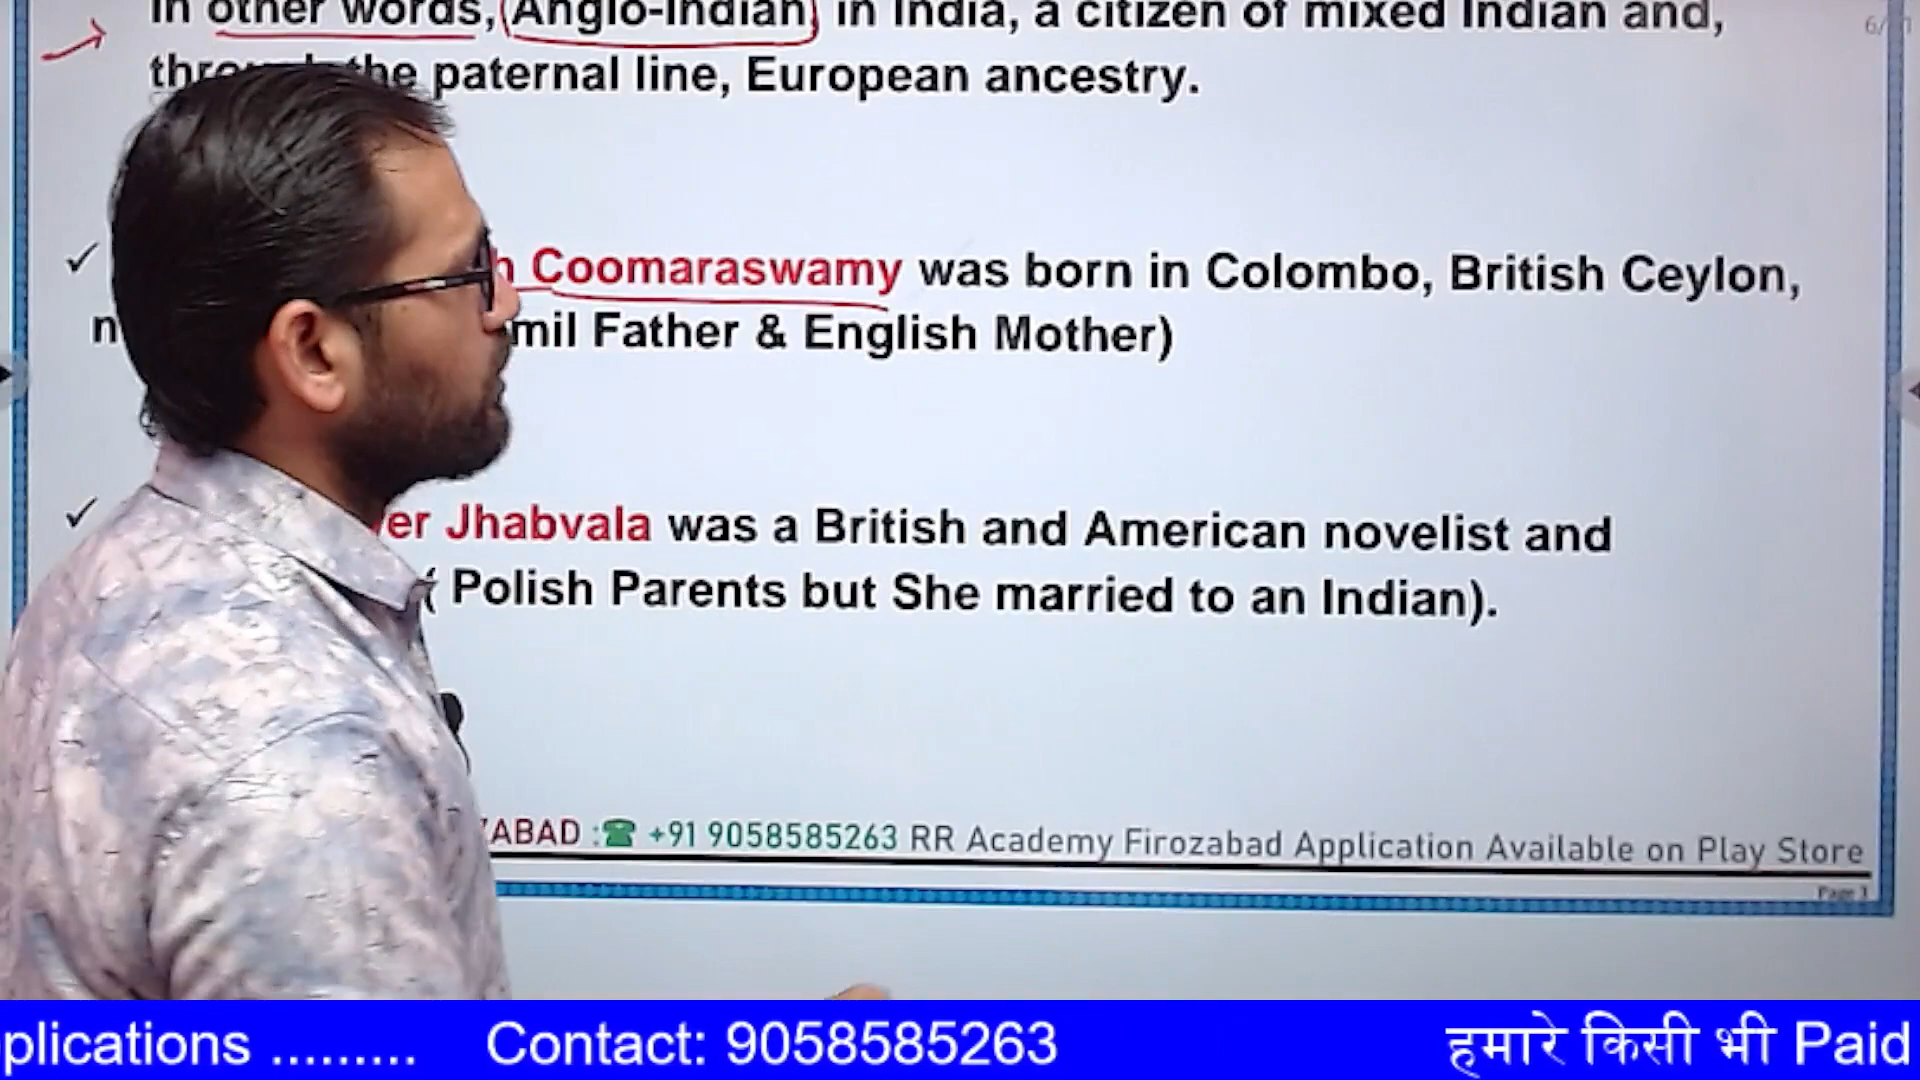 In other words, Anglo-Indian, in India, a citizen of mixed Indian and,
the paternal line, European ancestry.
Coomaraswamy was born in Colombo, British Ceylon,
Father & English Mother)
Jhabvala was a British and American novelist and
( Polish Parents but She married to an Indian).
+91 9058585263 RR Academy Firozabad Application Available on Play Store
Page 1
plications ......... Contact: 9058585263 हमारे किसी भी Paid